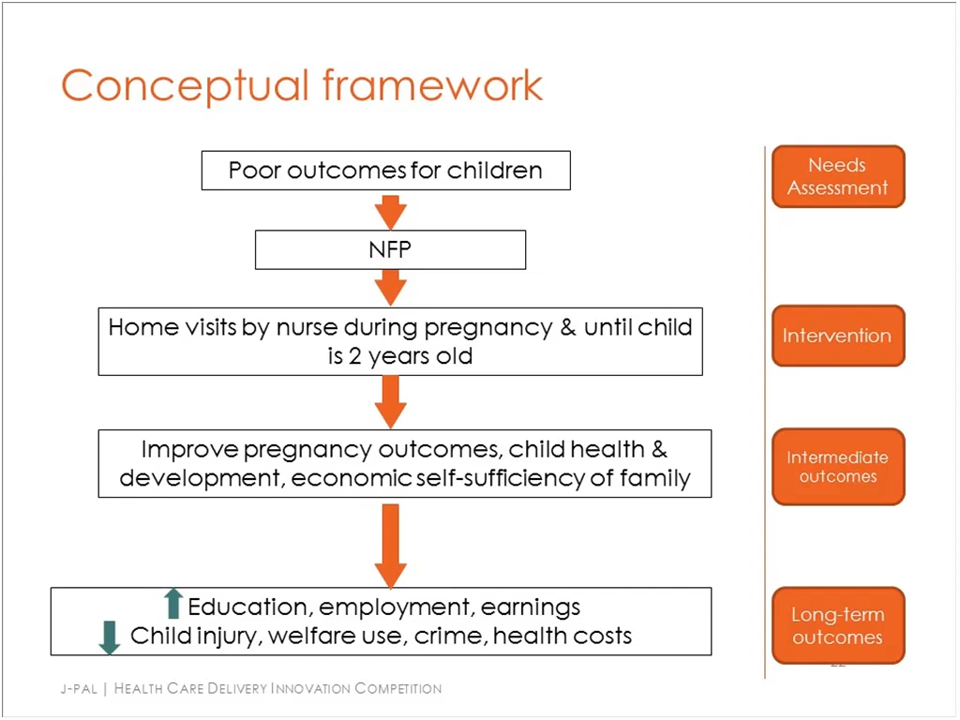 Conceptual framework
Poor outcomes for children
Needs
Assessment
NFP
Home visits by nurse during pregnancy & until child
is 2 years old
Intervention
Improve pregnancy outcomes, child health &
development, economic self-sufficiency of family
Intermediate
outcomes
Education, employment, earnings
Child injury, welfare use, crime, health costs
Long-term
outcomes
J-PAL | HEALTH CARE DELIVERY INNOVATION COMPETITION